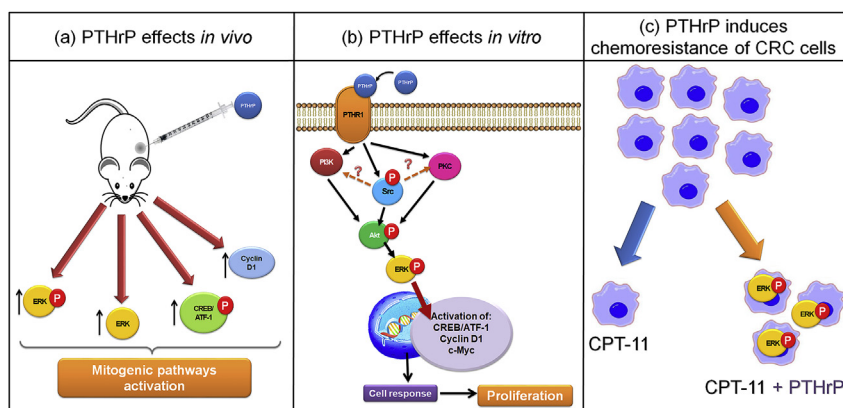 (a) PTHrP effects in vivo
PTHrP
Cyclin
D1
ERK
P
ERK
CREB/
ATF-1
P
Mitogenic pathways
activation
(b) PTHrP effects in vitro
PTHrP
PTHrP
PTHR1
PI3K
?
P
Src
?
PKC
Akt
P
ERK
P
Activation of:
CREB/ATF-1
Cyclin D1
c-Myc
Cell response
Proliferation
(c) PTHrP induces
chemoresistance of CRC cells
CPT-11
ERK
P
ERK
P
ERK
P
CPT-11 + PTHrP